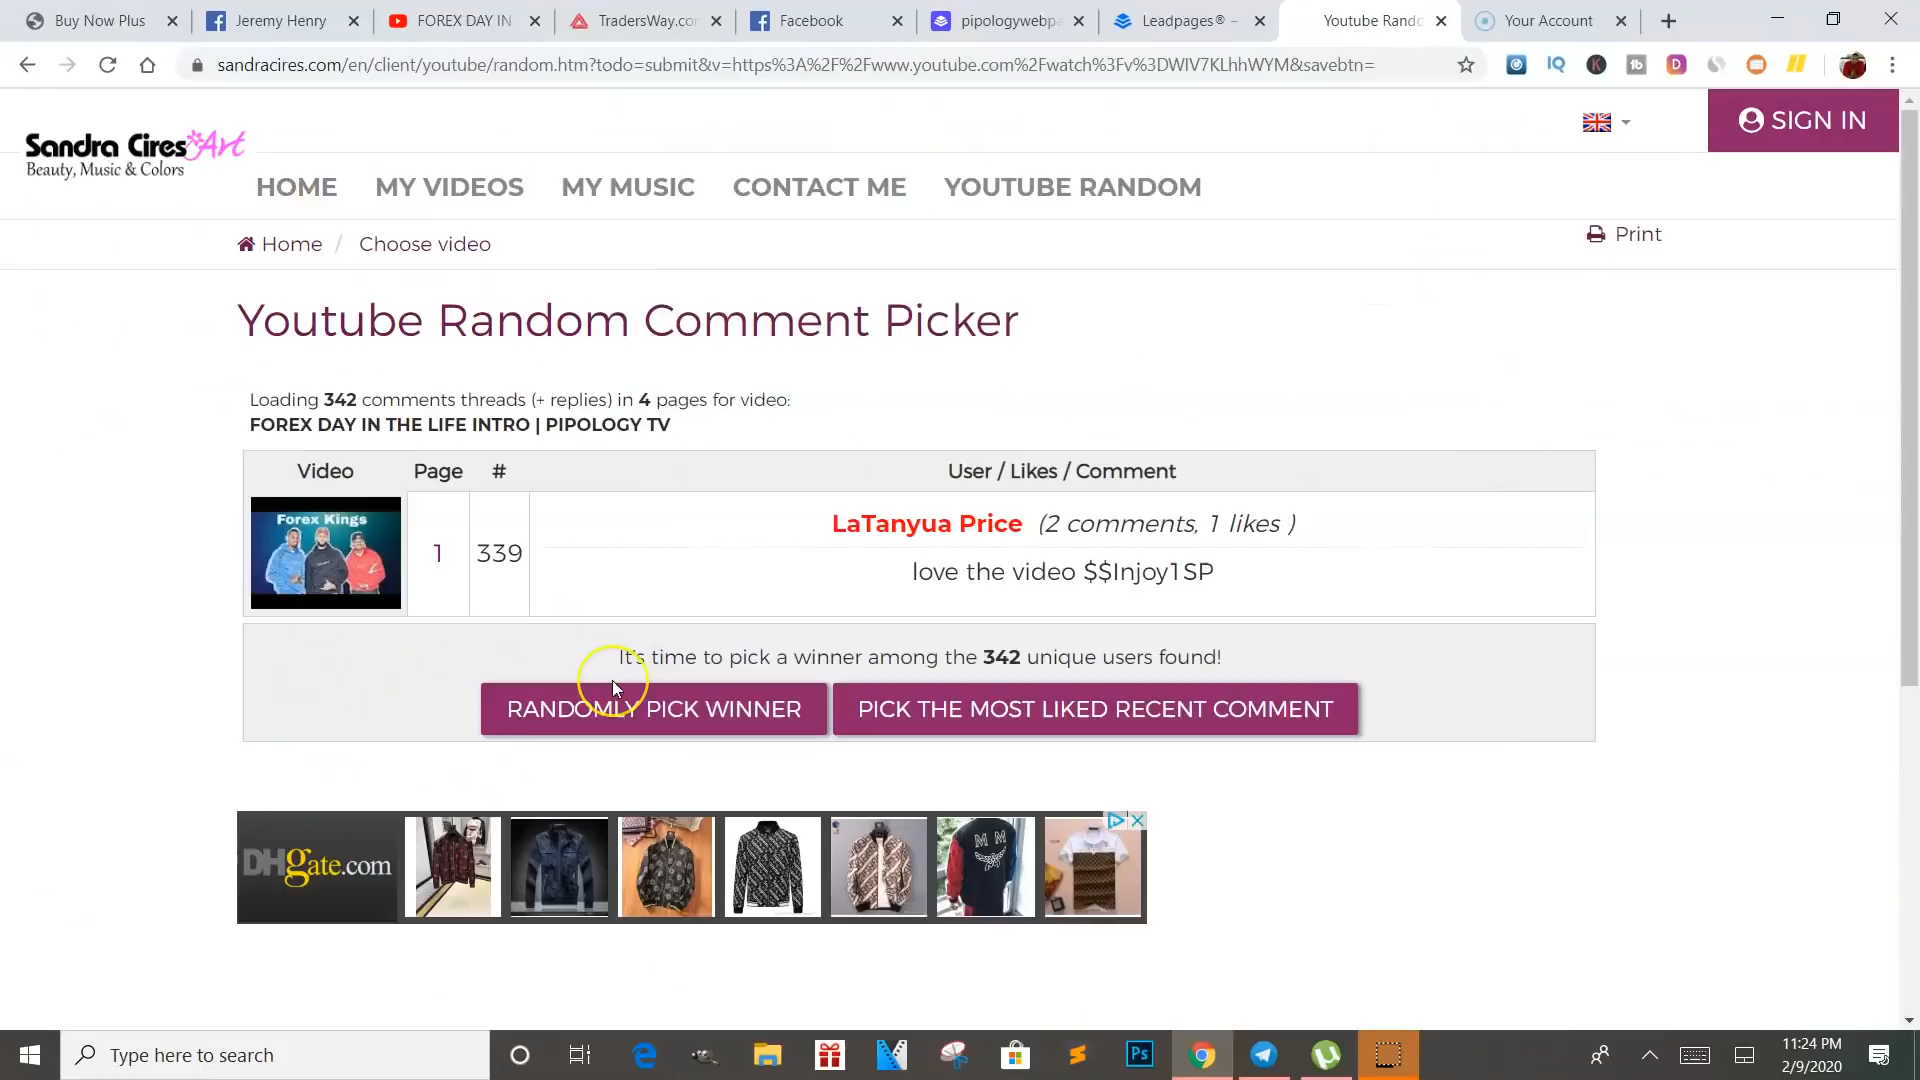 Buy Now Plus
Jeremy Henry
FOREX DAY IN
TradersWay.co
Facebook
pipologywebpa
Leadpages® –
Youtube Rando
Your Account
sandracires.com/en/client/youtube/random.htm?todo=submit&v=https%3A%2F%2Fwww.youtube.com%2Fwatch%3Fv%3DWIV7KLhhWYM&savebtn=
SIGN IN
Sandra Cires Art
Beauty, Music & Colors
HOME MY VIDEOS MY MUSIC CONTACT ME YOUTUBE RANDOM
Home / Choose video
Print
Youtube Random Comment Picker
Loading 342 comments threads (+ replies) in 4 pages for video:
FOREX DAY IN THE LIFE INTRO | PIPOLOGY TV
Video Page # User / Likes / Comment
Forex Kings
1 339
LaTanyua Price (2 comments, 1 likes )
love the video $$Injoy1SP
It's time to pick a winner among the 342 unique users found!
RANDOMLY PICK WINNER
PICK THE MOST LIKED RECENT COMMENT
DHgate.com
Type here to search
11:24 PM
2/9/2020